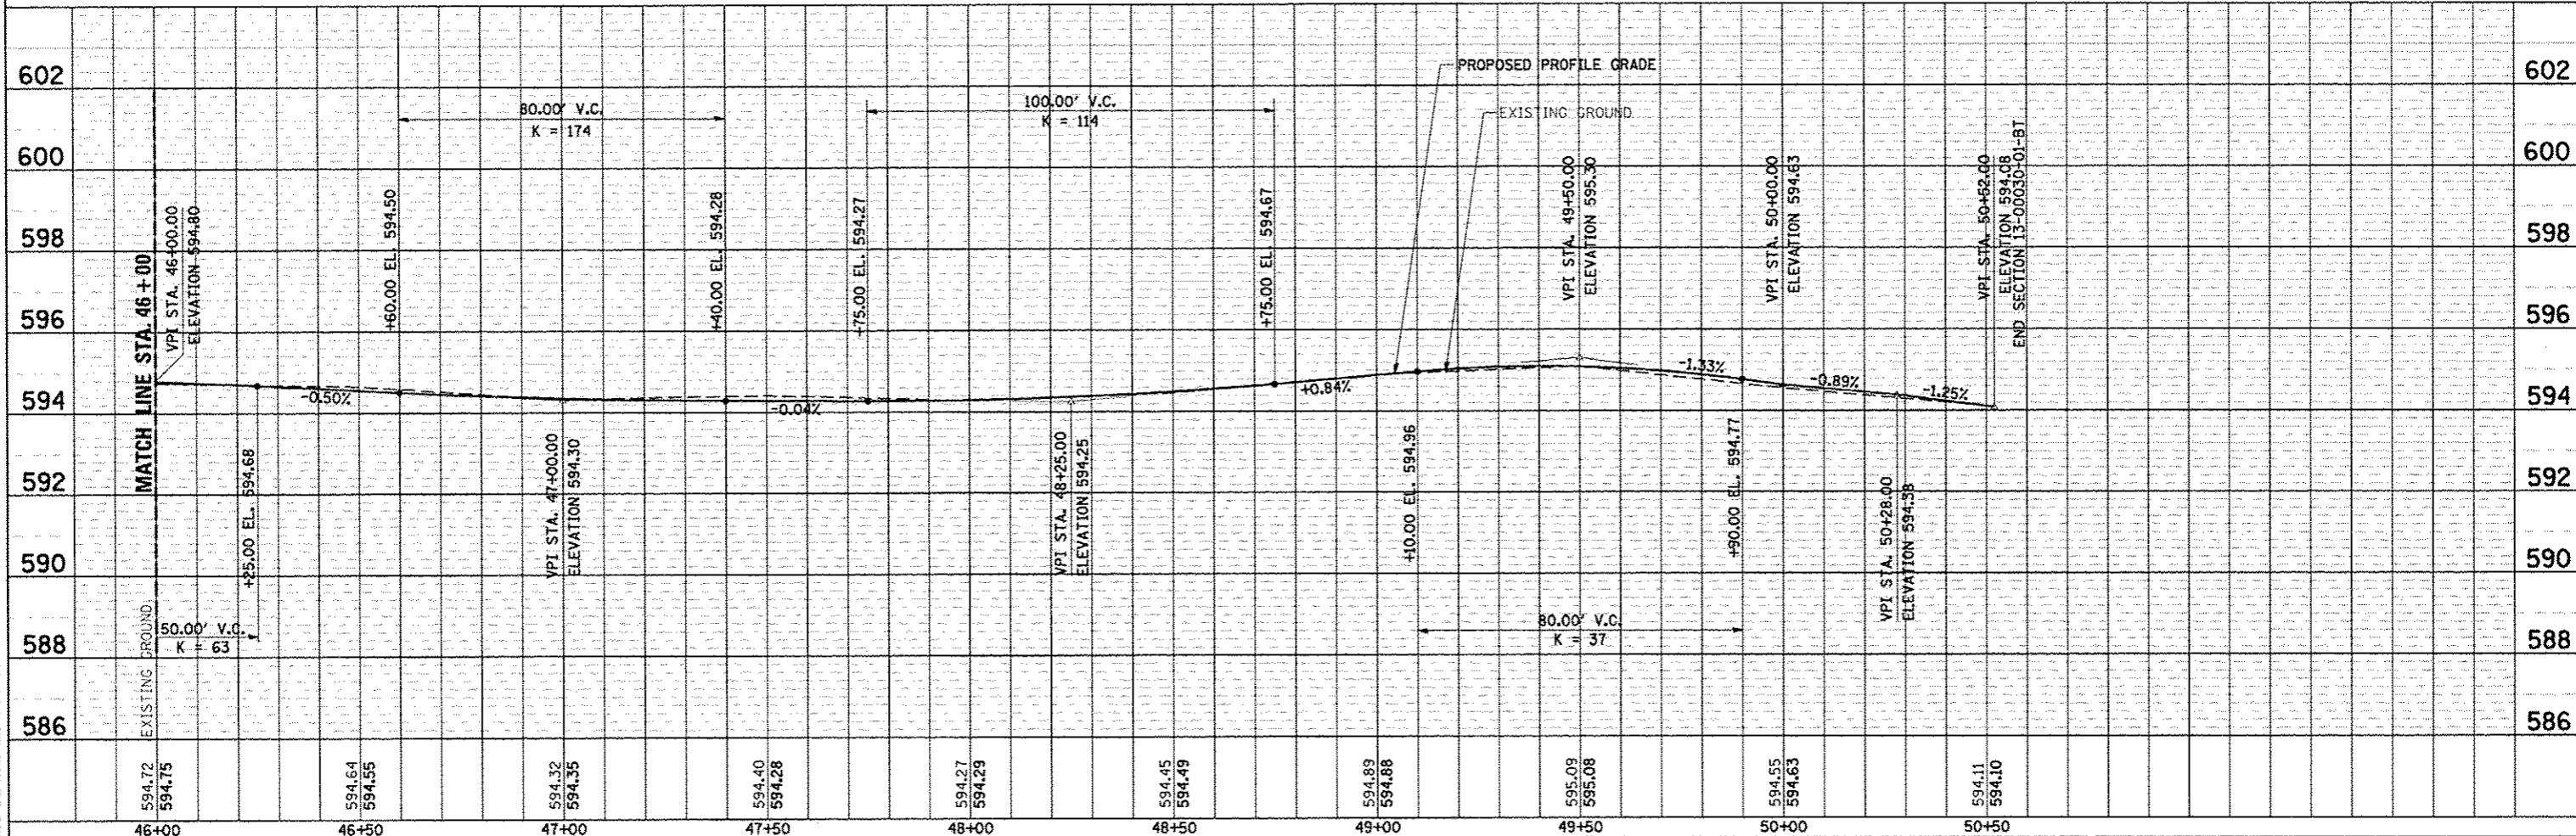 602
600
598
596
594
592
590
588
586
602
600
598
596
594
592
590
588
586
MATCH LINE STA. 46+00
EXISTING GROUND
VPI STA. 46+00.00
ELEVATION 594.80
+25.00 EL. 594.68
50.00' V.C.
K = 63
-0.50%
+60.00 EL. 594.50
80.00' V.C.
K = 174
VPI STA. 47+00.00
ELEVATION 594.30
+40.00 EL. 594.28
-0.04%
+75.00 EL. 594.27
100.00' V.C.
K = 114
VPI STA. 48+25.00
ELEVATION 594.25
+75.00 EL. 594.67
+0.84%
PROPOSED PROFILE GRADE
EXISTING GROUND
+10.00 EL. 594.96
80.00' V.C.
K = 37
VPI STA. 49+50.00
ELEVATION 595.30
-1.33%
+90.00 EL. 594.77
VPI STA. 50+00.00
ELEVATION 594.63
-0.89%
VPI STA. 50+28.00
ELEVATION 594.38
-1.25%
VPI STA. 50+52.00
ELEVATION 594.08
END SECTION 13-00030-01-BT
594.72
594.75
594.64
594.55
594.32
594.35
594.40
594.28
594.27
594.29
594.45
594.49
594.89
594.88
595.09
595.08
594.55
594.63
594.11
594.10
46+00
46+50
47+00
47+50
48+00
48+50
49+00
49+50
50+00
50+50